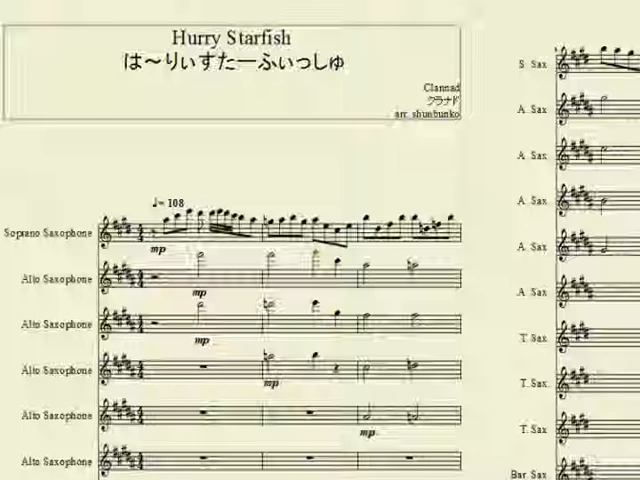 Hurry Starfish
は〜りぃすたーふぃっしゅ
Clannad
クラナド
arr. shunbunko
♩= 108
Soprano Saxophone
mp
Alto Saxophone
mp
Alto Saxophone
mp
Alto Saxophone
mp
Alto Saxophone
mp
Alto Saxophone
S. Sax
A. Sax
A. Sax
A. Sax
A. Sax
A. Sax
T. Sax
T. Sax
T. Sax
Bar. Sax